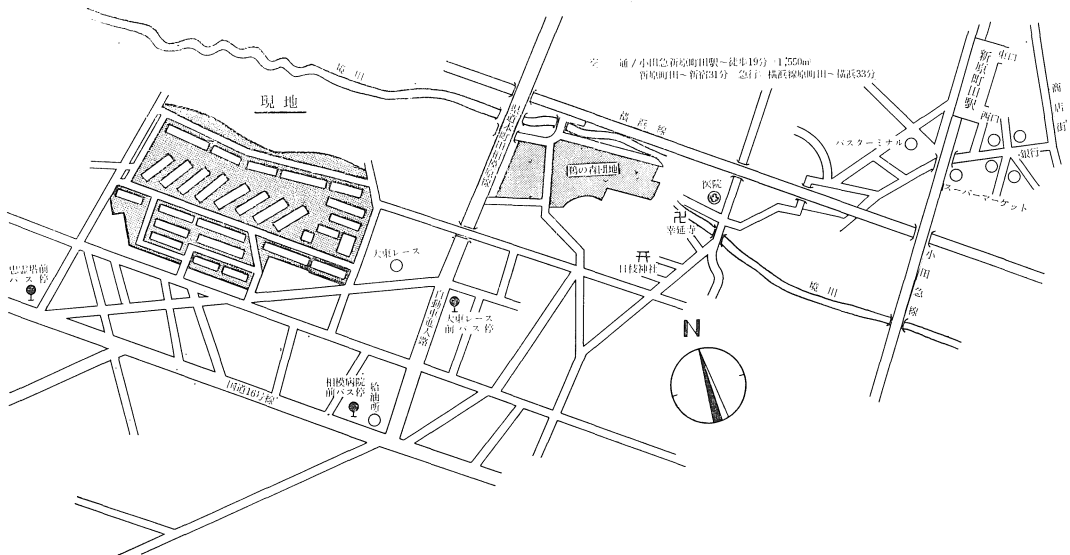 境川
現地
通/小田急新原町田駅〜徒歩19分 1,550m
新原町田〜新宿31分 急行 横浜線原町田〜横浜33分
横浜線
新原町田駅
東口
西口
商店街
銀行
バスターミナル
スーパーマーケット
鶴の森団地
医院
卍
幸延寺
日枝神社
境川
小田急線
大東レース
忠霊塔前
バス停
大東レース
前バス停
自動車進入路
相模病院
前バス停
給油所
国道16号線
N